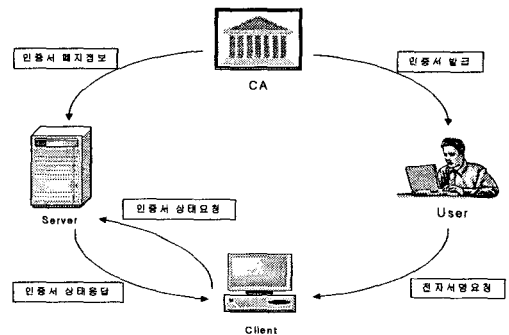 인증서 폐지정보
인증서 발급
CA
인증서 상태요청
Server
User
인증서 상태응답
전자서명요청
Client